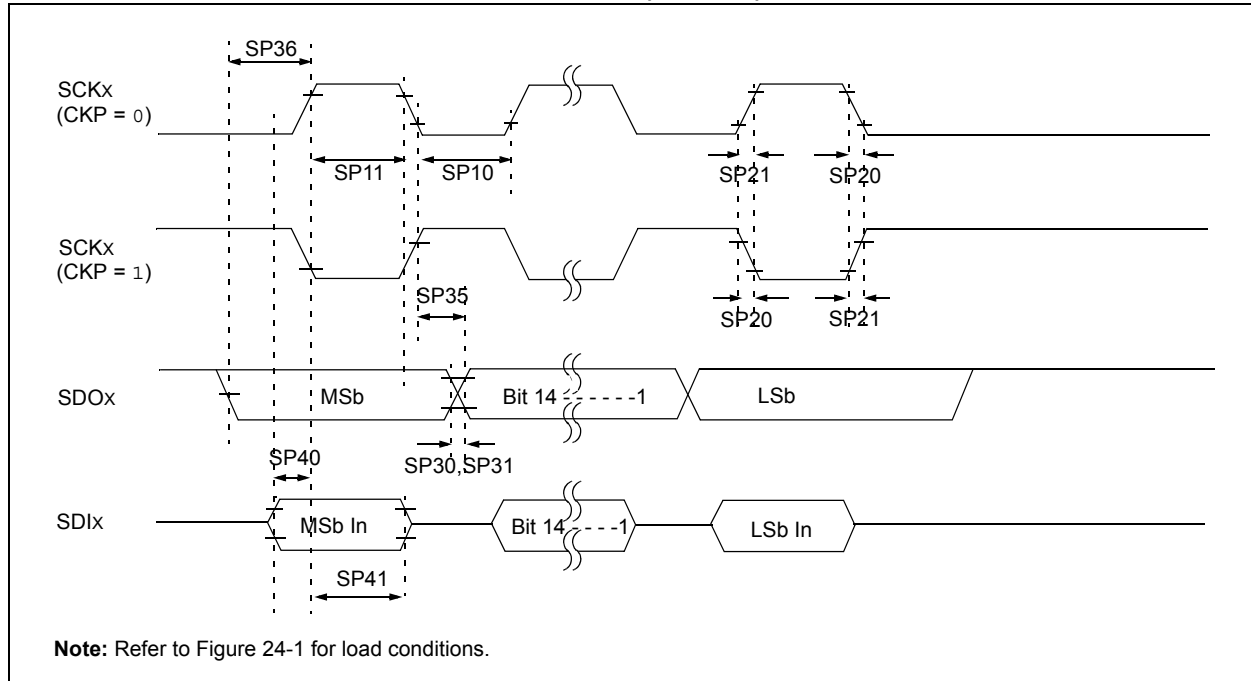 SP36
SCKx
(CKP = 0)
SP11
SP10
SP21
SP20
SCKx
(CKP = 1)
SP35
SP20
SP21
SDOx
MSb
Bit 14 - - - - - -1
LSb
SP40
SP30,SP31
SDIx
MSb In
Bit 14 - - - - -1
LSb In
SP41
Note: Refer to Figure 24-1 for load conditions.